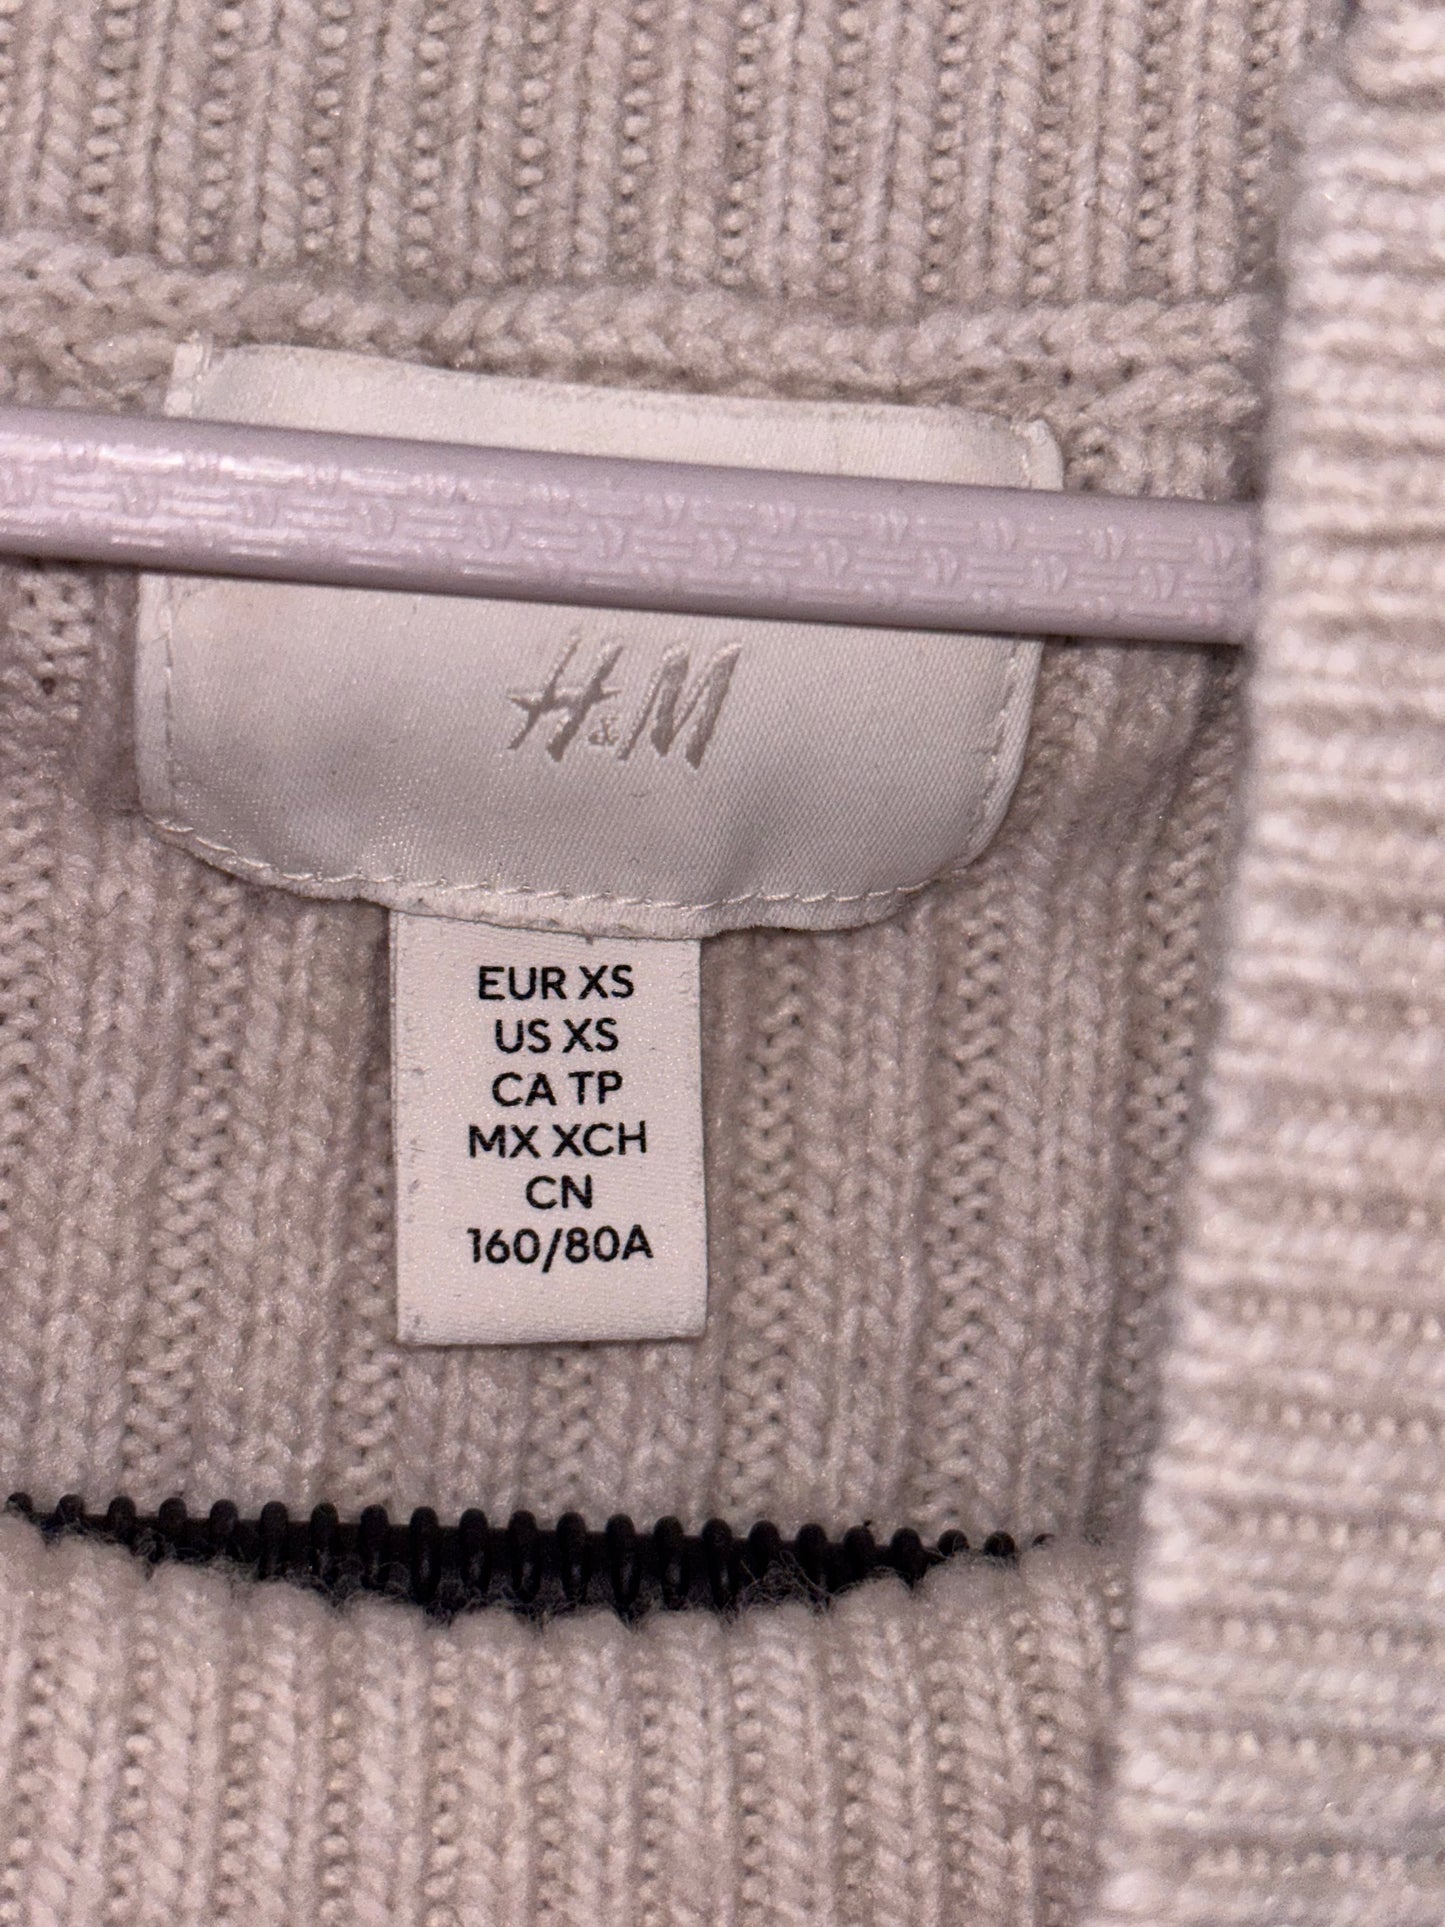 H&M
EUR XS
US XS
CA TP
MX XCH
CN
160/80A